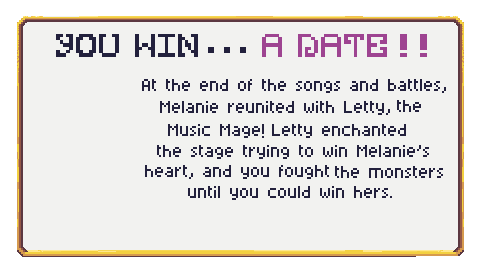 YOU WIN... A DATE!!
At the end of the songs and battles,
Melanie reunited with Letty, the
Music Mage! Letty enchanted
the stage trying to win Melanie's
heart, and you fought the monsters
until you could win hers.